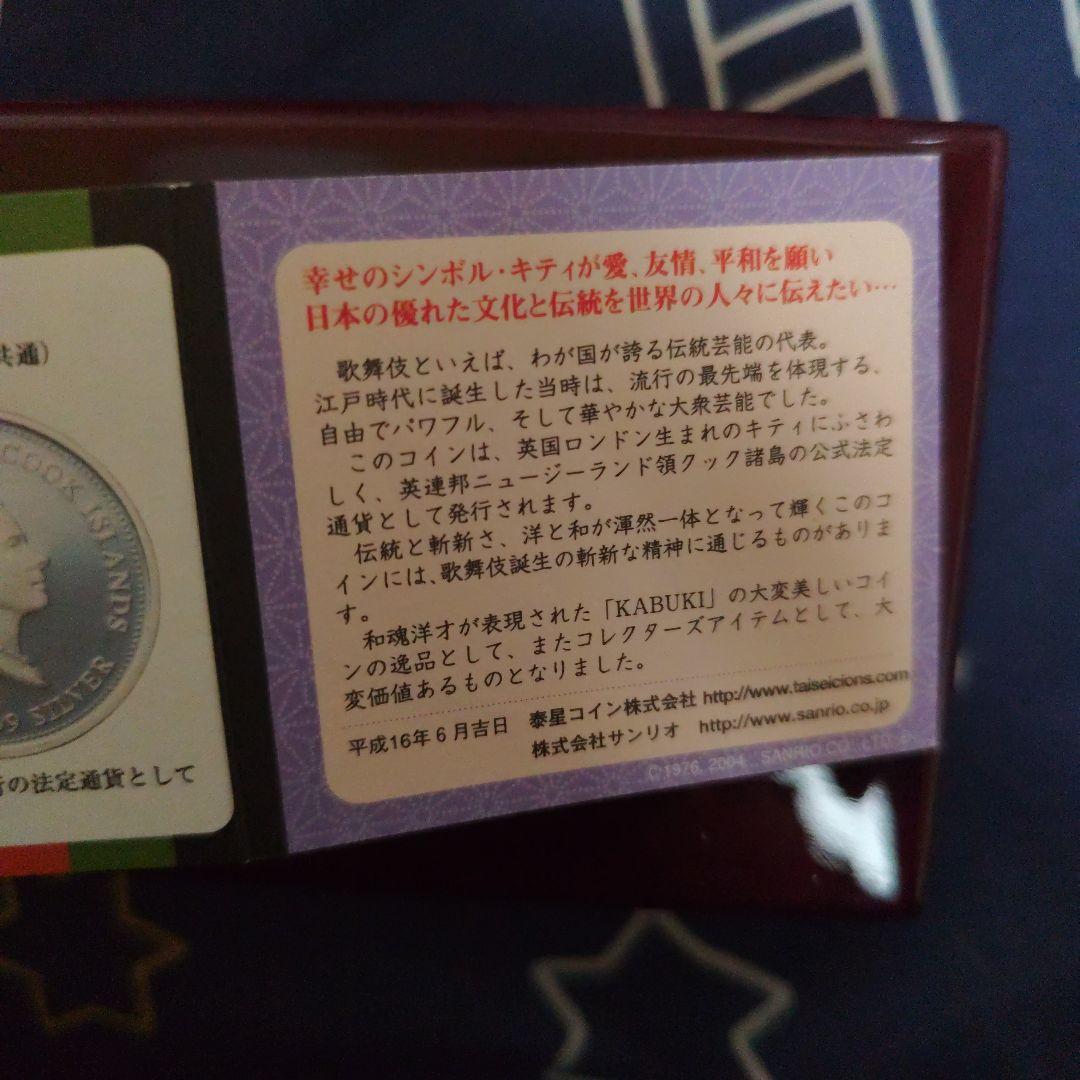 共通)
COOK ISLANDS
SILVER
の法定通貨として
幸せのシンボル・キティが愛、友情、平和を願い
日本の優れた文化と伝統を世界の人々に伝えたい…
歌舞伎といえば、わが国が誇る伝統芸能の代表。
江戸時代に誕生した当時は、流行の最先端を体現する、
自由でパワフル、そして華やかな大衆芸能でした。
このコインは、英国ロンドン生まれのキティにふさわ
しく、英連邦ニュージーランド領クック諸島の公式法定
通貨として発行されます。
伝統と斬新さ、洋と和が渾然一体となって輝くこのコ
インには、歌舞伎誕生の斬新な精神に通じるものがありま
す。
和魂洋才が表現された「KABUKI」の大変美しいコイ
ンの逸品として、またコレクターズアイテムとして、大
変価値あるものとなりました。
平成16年6月吉日 泰星コイン株式会社 http://www.taiseicions.com
株式会社サンリオ http://www.sanrio.co.jp
C'1976, 2004 SANRIO CO., LTD.